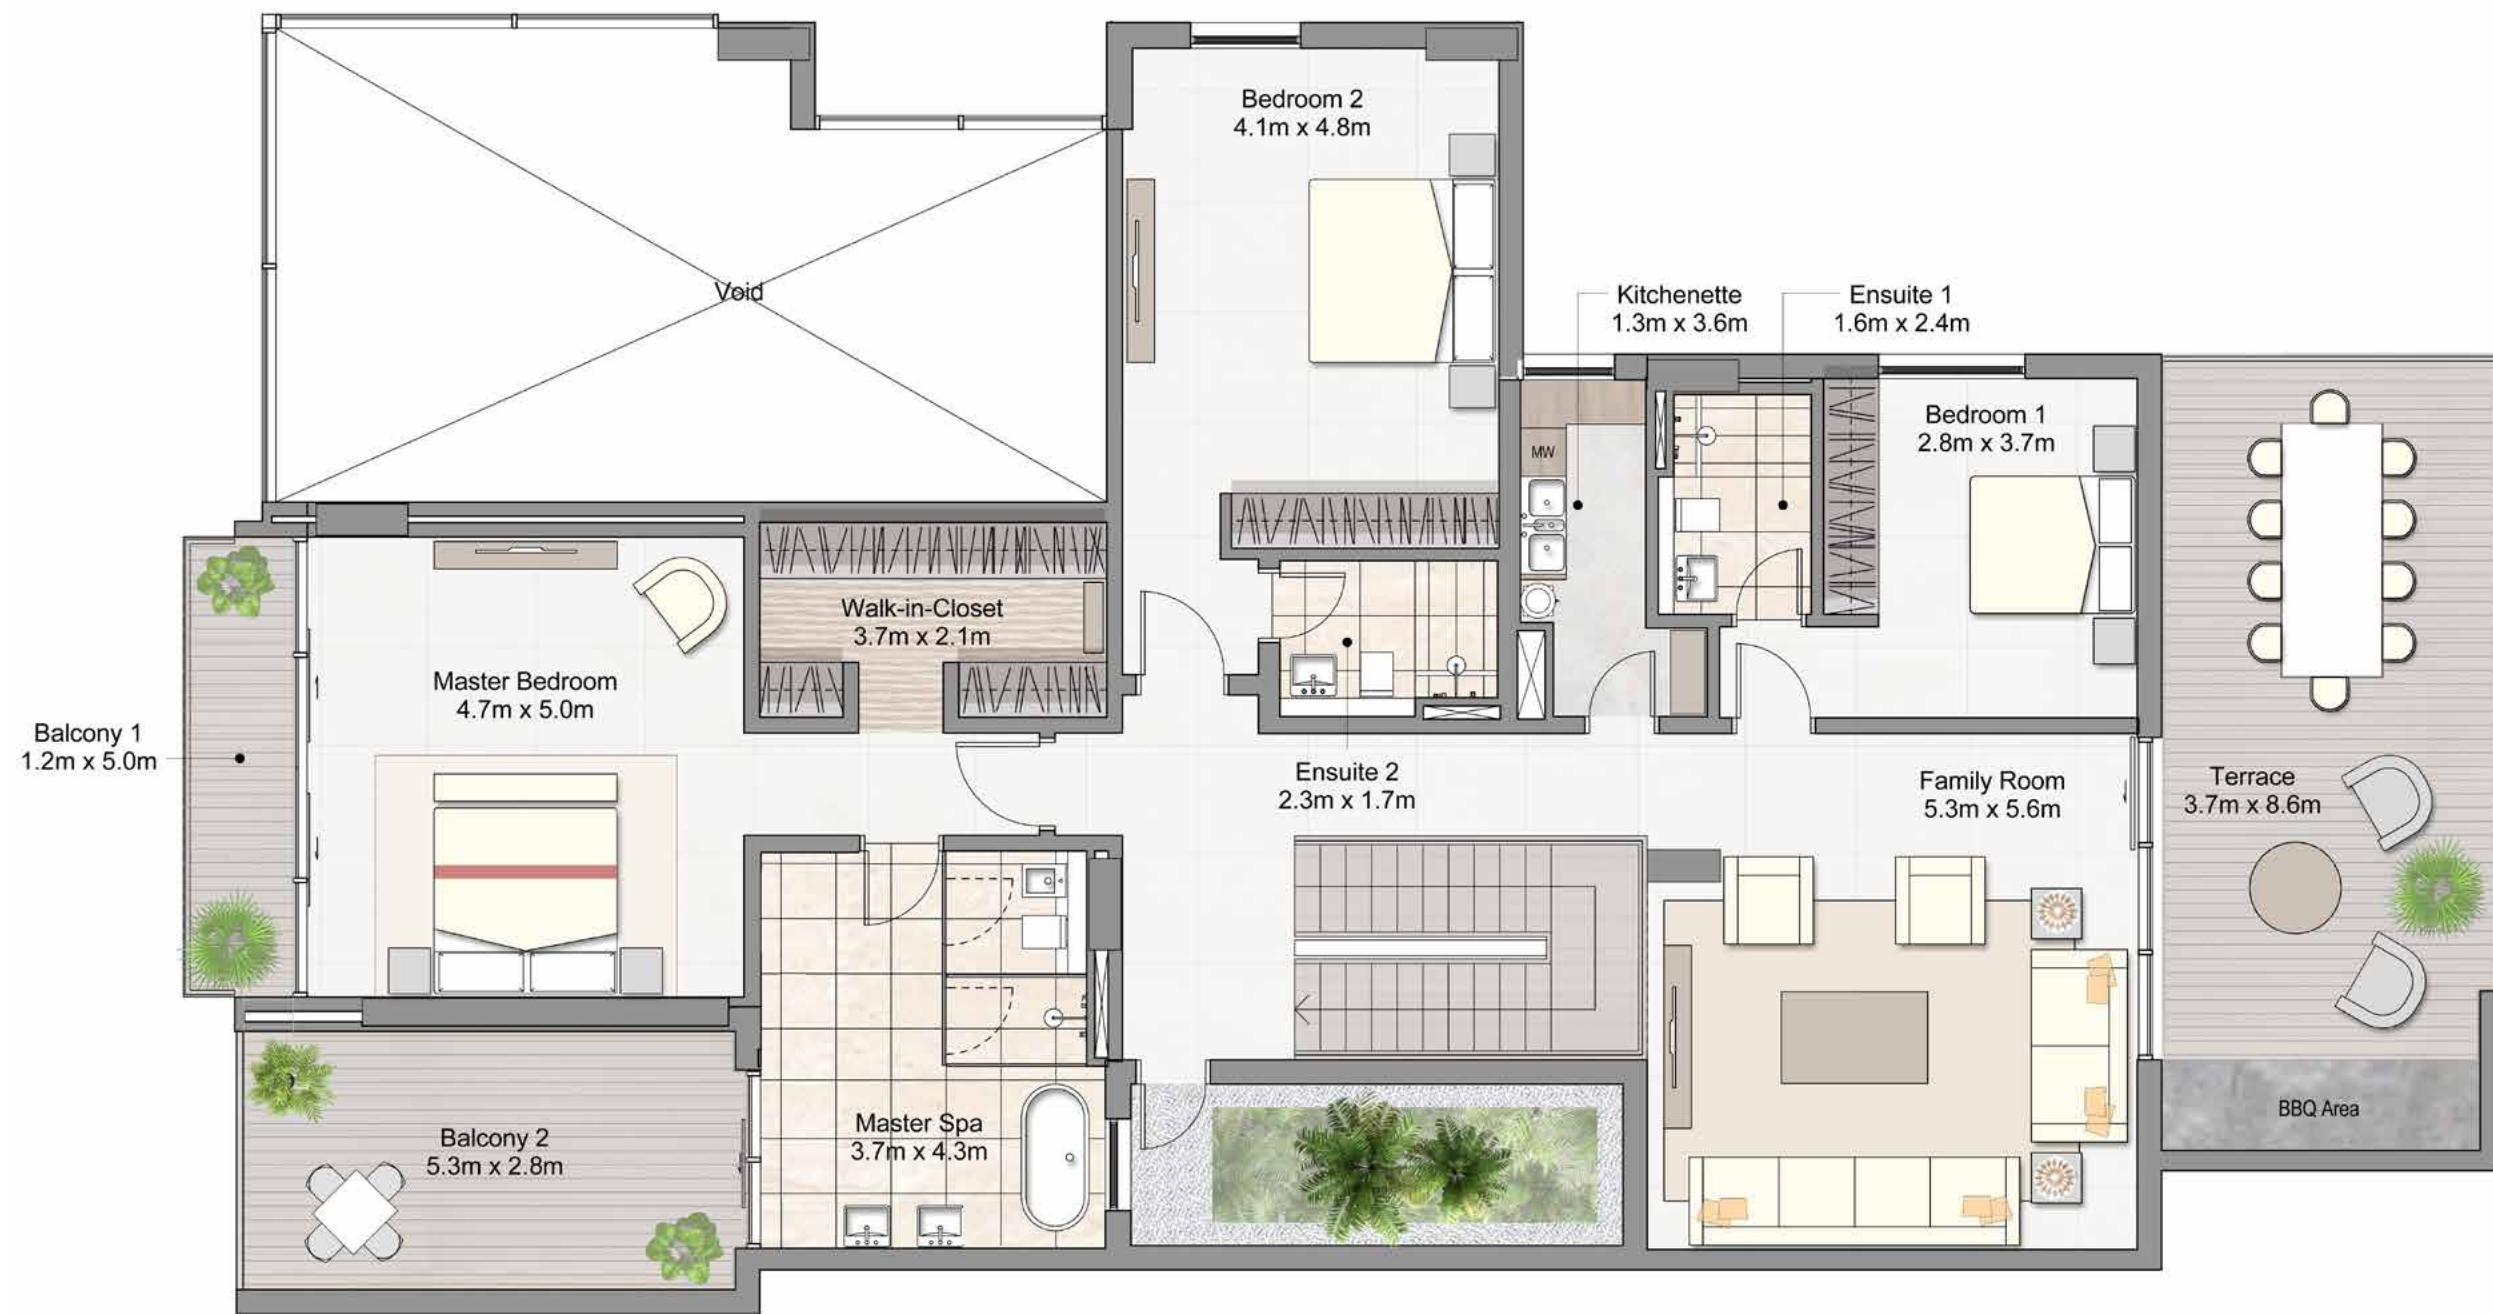 Bedroom 2
4.1m x 4.8m
Void
Kitchenette
1.3m x 3.6m
Ensuite 1
1.6m x 2.4m
Bedroom 1
2.8m x 3.7m
MW
Walk-in-Closet
3.7m x 2.1m
Master Bedroom
4.7m x 5.0m
Balcony 1
1.2m x 5.0m
Ensuite 2
2.3m x 1.7m
Family Room
5.3m x 5.6m
Terrace
3.7m x 8.6m
Master Spa
3.7m x 4.3m
Balcony 2
5.3m x 2.8m
BBQ Area